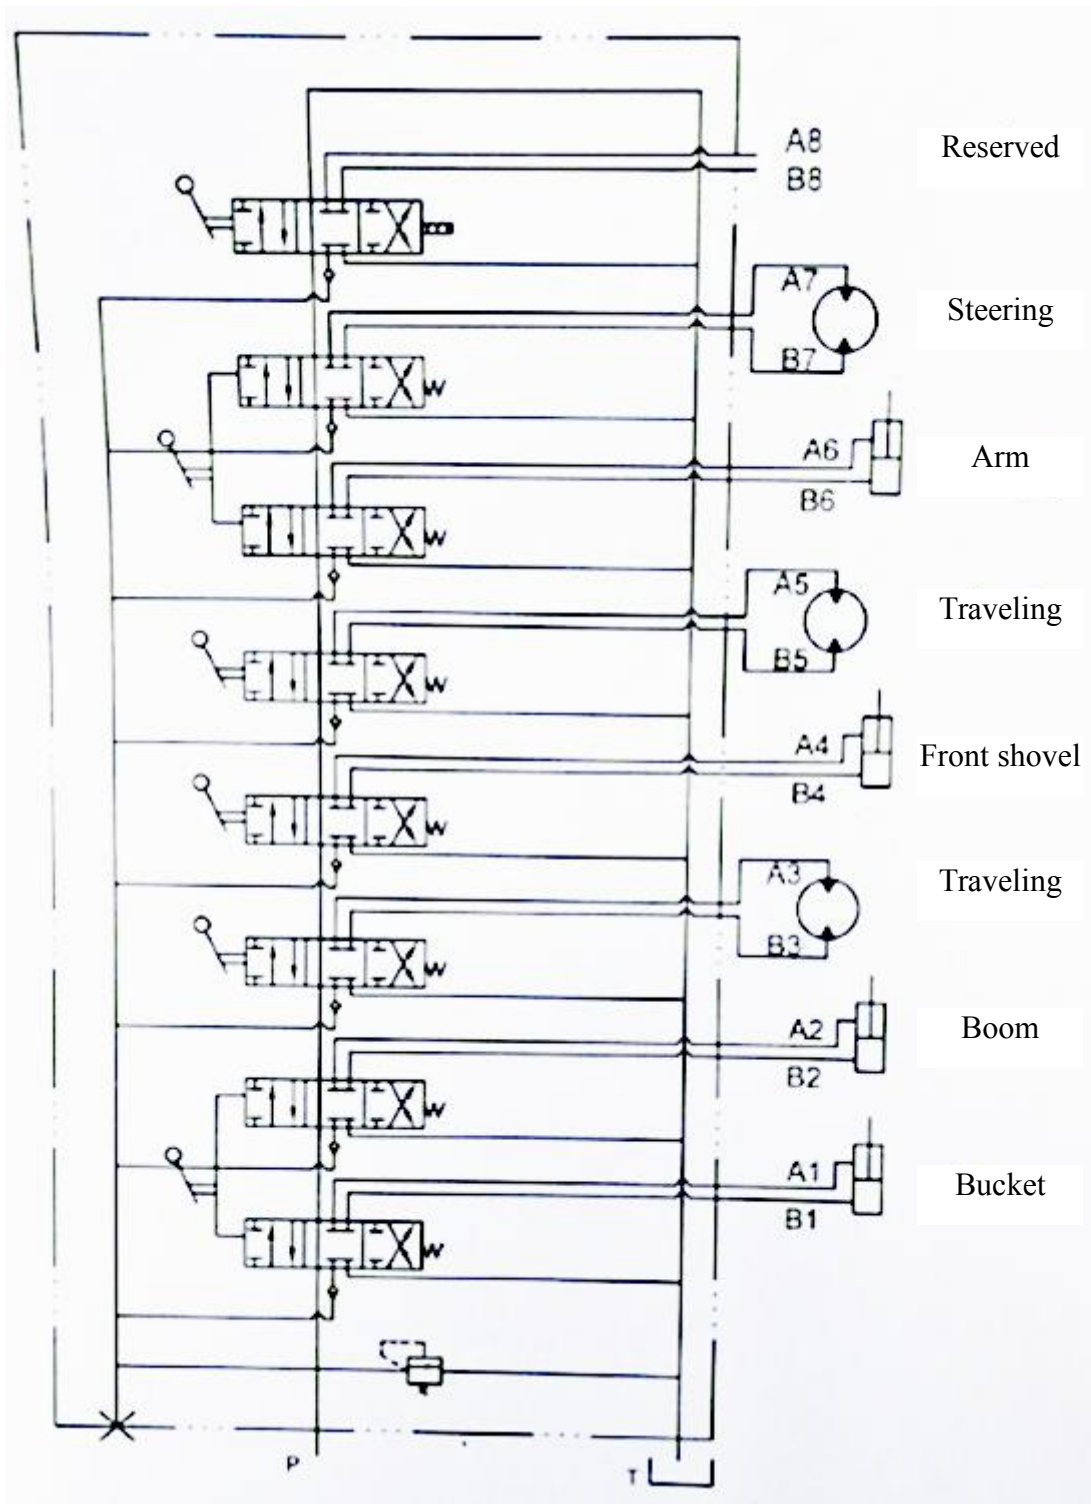 A8
Reserved
B8
A7
Steering
B7
A6
Arm
B6
A5
Traveling
B5
A4
Front shovel
B4
A3
Traveling
B3
A2
Boom
B2
A1
Bucket
B1
P
T